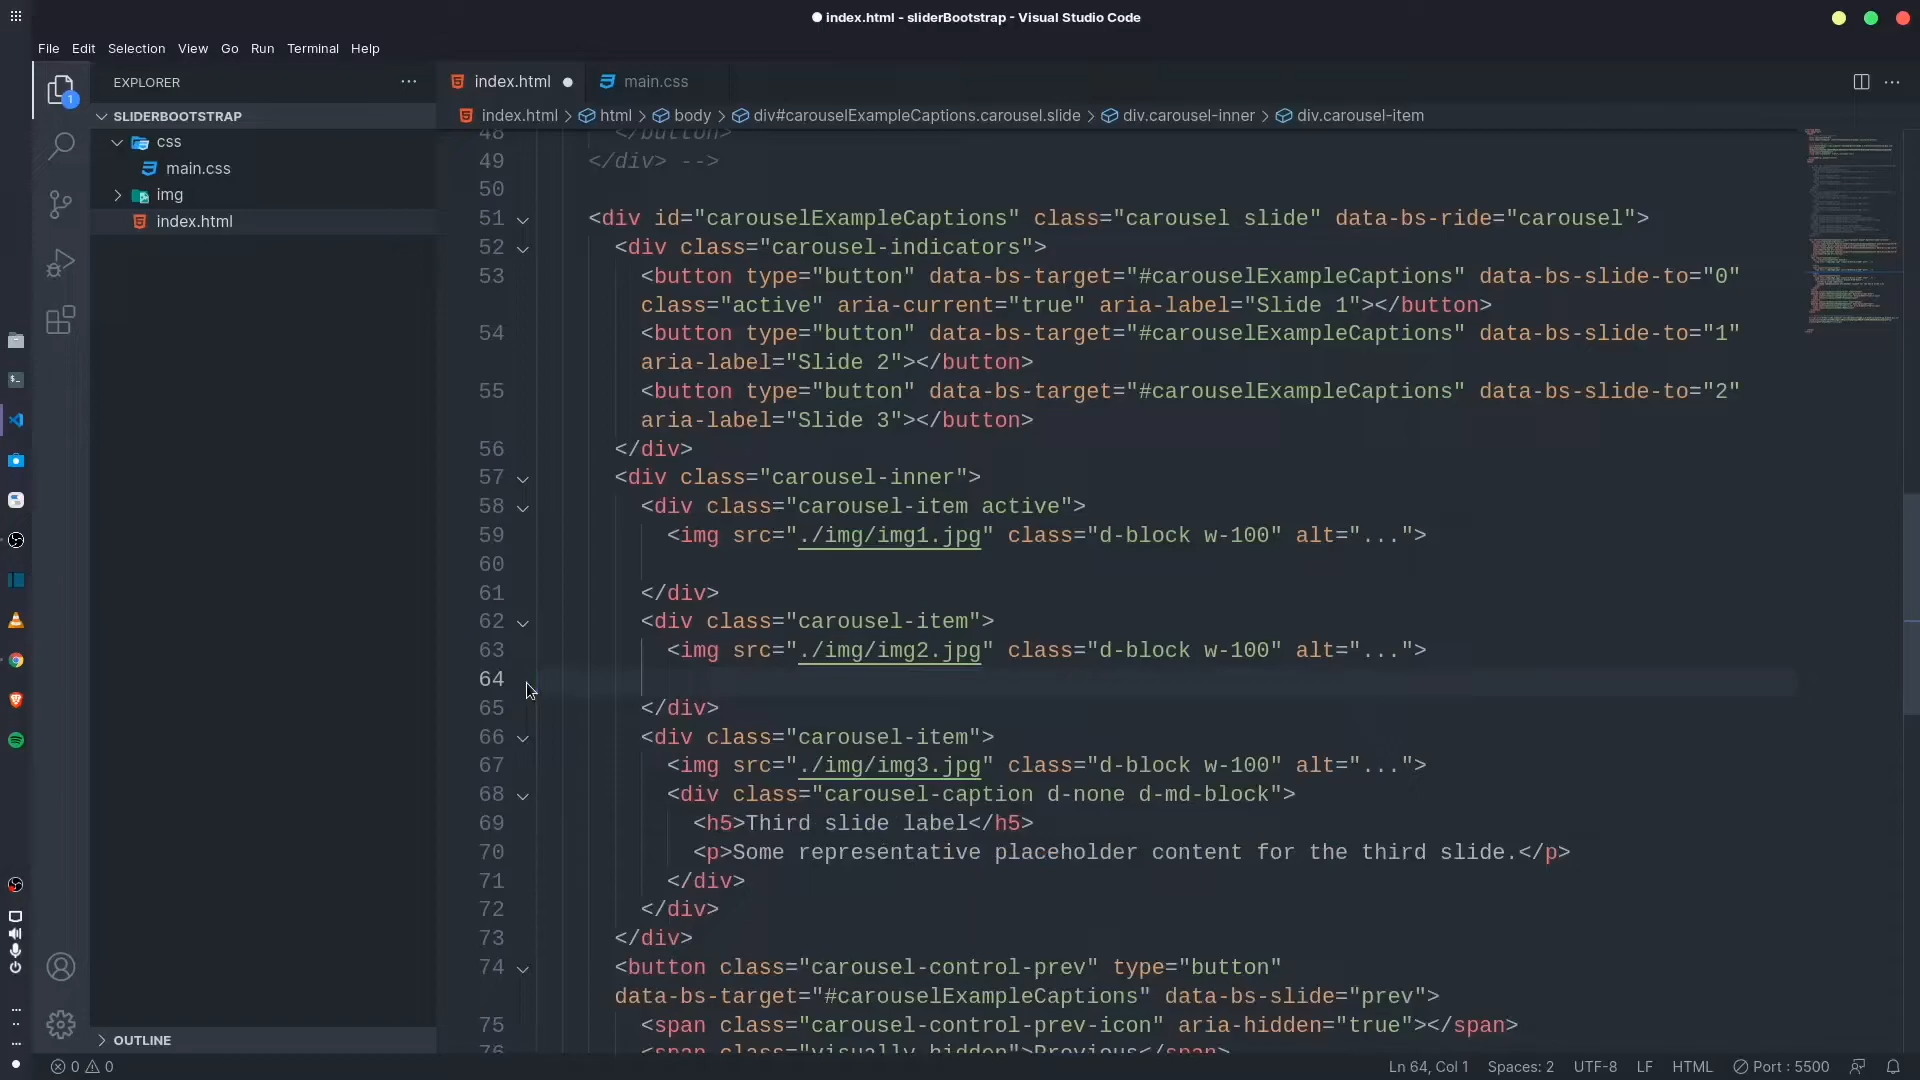 ● index.html - sliderBootstrap - Visual Studio Code
File Edit Selection View Go Run Terminal Help
EXPLORER ···
1
SLIDERBOOTSTRAP
css
main.css
img
index.html
OUTLINE
index.html ●
main.css
index.html > html > body > div#carouselExampleCaptions.carousel.slide > div.carousel-inner > div.carousel-item
48 </button>
49 </div> -->
50
51 <div id="carouselExampleCaptions" class="carousel slide" data-bs-ride="carousel">
52 <div class="carousel-indicators">
53 <button type="button" data-bs-target="#carouselExampleCaptions" data-bs-slide-to="0"
class="active" aria-current="true" aria-label="Slide 1"></button>
54 <button type="button" data-bs-target="#carouselExampleCaptions" data-bs-slide-to="1"
aria-label="Slide 2"></button>
55 <button type="button" data-bs-target="#carouselExampleCaptions" data-bs-slide-to="2"
aria-label="Slide 3"></button>
56 </div>
57 <div class="carousel-inner">
58 <div class="carousel-item active">
59 <img src="./img/img1.jpg" class="d-block w-100" alt="...">
60
61 </div>
62 <div class="carousel-item">
63 <img src="./img/img2.jpg" class="d-block w-100" alt="...">
64
65 </div>
66 <div class="carousel-item">
67 <img src="./img/img3.jpg" class="d-block w-100" alt="...">
68 <div class="carousel-caption d-none d-md-block">
69 <h5>Third slide label</h5>
70 <p>Some representative placeholder content for the third slide.</p>
71 </div>
72 </div>
73 </div>
74 <button class="carousel-control-prev" type="button"
data-bs-target="#carouselExampleCaptions" data-bs-slide="prev">
75 <span class="carousel-control-prev-icon" aria-hidden="true"></span>
76 <span class="visually-hidden">Previous</span>
0 0
Ln 64, Col 1 Spaces: 2 UTF-8 LF HTML Port : 5500